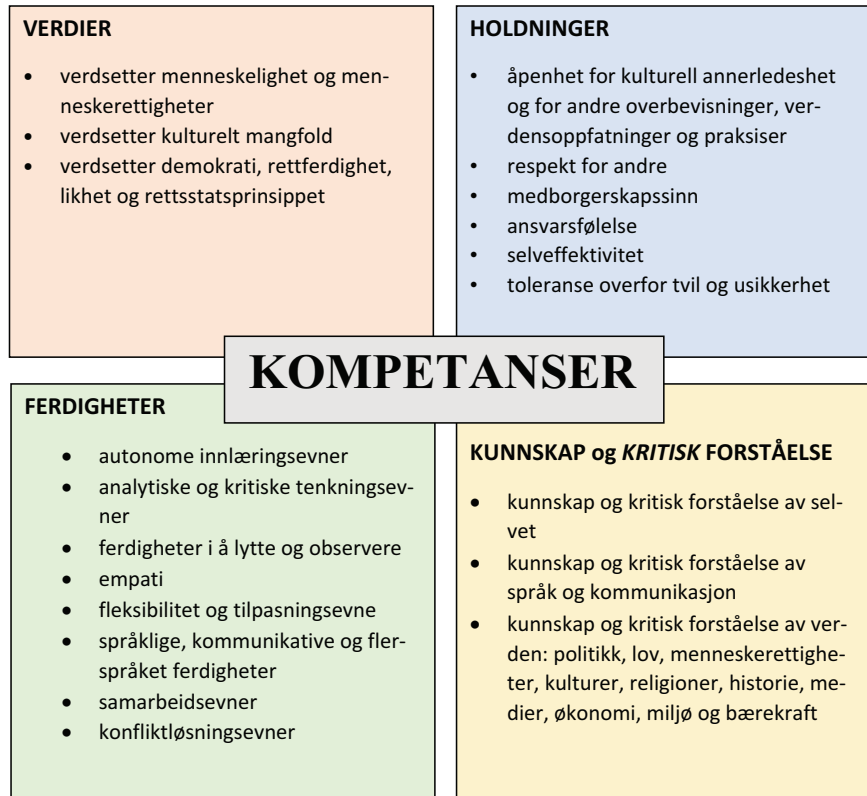 VERDIER
• verdsetter menneskelighet og men-
neskerettigheter
• verdsetter kulturelt mangfold
• verdsetter demokrati, rettferdighet,
likhet og rettsstatsprinsippet
HOLDNINGER
• åpenhet for kulturell annerledeshet
og for andre overbevisninger, ver-
densoppfatninger og praksiser
• respekt for andre
• medborgerskapssinn
• ansvarsfølelse
• selveffektivitet
• toleranse overfor tvil og usikkerhet
KOMPETANSER
FERDIGHETER
• autonome innlæringsevner
• analytiske og kritiske tenkningsev-
ner
• ferdigheter i å lytte og observere
• empati
• fleksibilitet og tilpasningsevne
• språklige, kommunikative og fler-
språket ferdigheter
• samarbeidsevner
• konfliktløsningsevner
KUNNSKAP og KRITISK FORSTÅELSE
• kunnskap og kritisk forståelse av sel-
vet
• kunnskap og kritisk forståelse av
språk og kommunikasjon
• kunnskap og kritisk forståelse av ver-
den: politikk, lov, menneskerettighe-
ter, kulturer, religioner, historie, me-
dier, økonomi, miljø og bærekraft